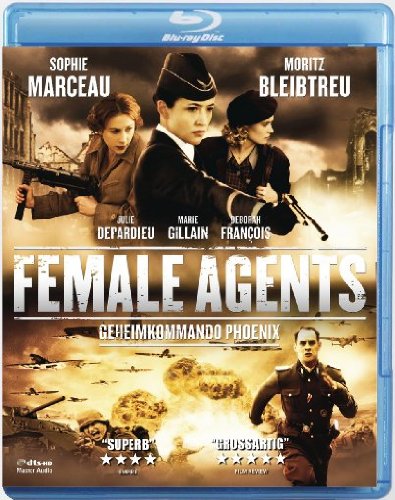 Blu-ray Disc
SOPHIE
MARCEAU
MORITZ
BLEIBTREU
JULIE
DEPARDIEU
MARIE
GILLAIN
DÉBORAH
FRANÇOIS
FEMALE AGENTS
GEHEIMKOMMANDO PHOENIX
"SUPERB"
★★★★
"GROSSARTIG"
★★★★★
FILM REVIEW
dts-HD
Master Audio